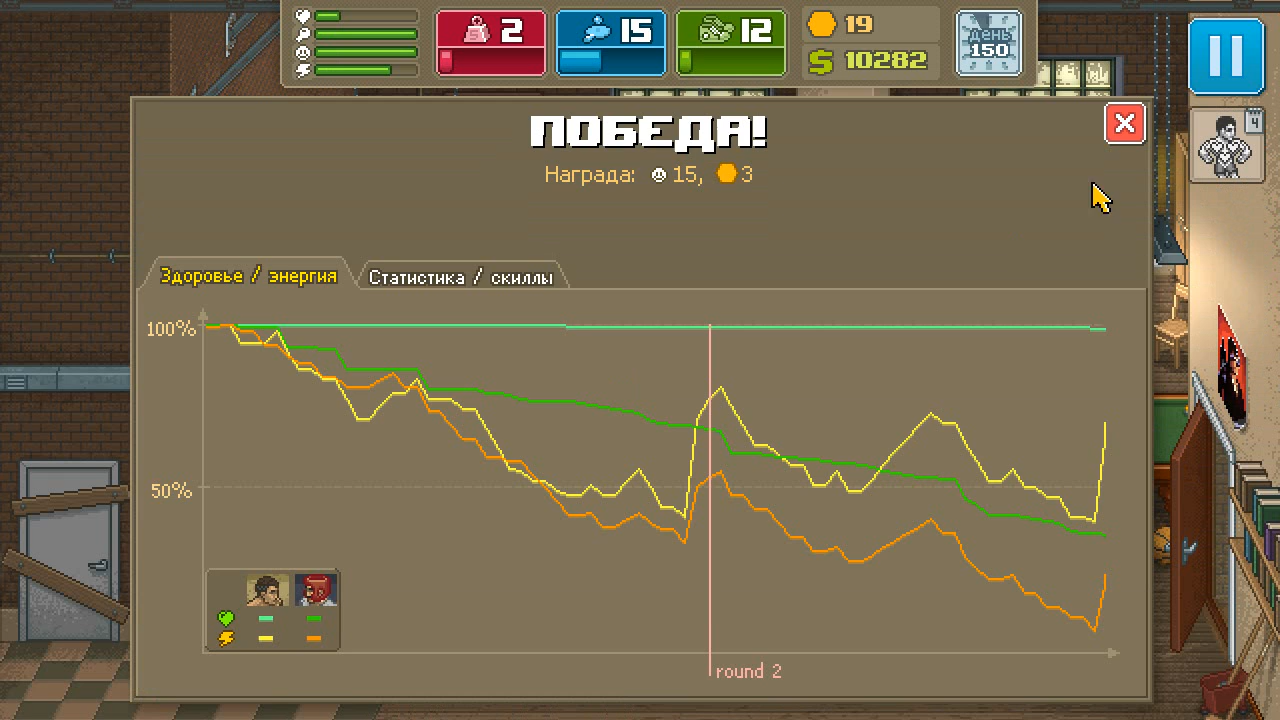 2
15
12
19
10282
день
150
4
ПОБЕДА!
Награда: 15, 3
Здоровье / энергия
Статистика / скиллы
100%
50%
round 2